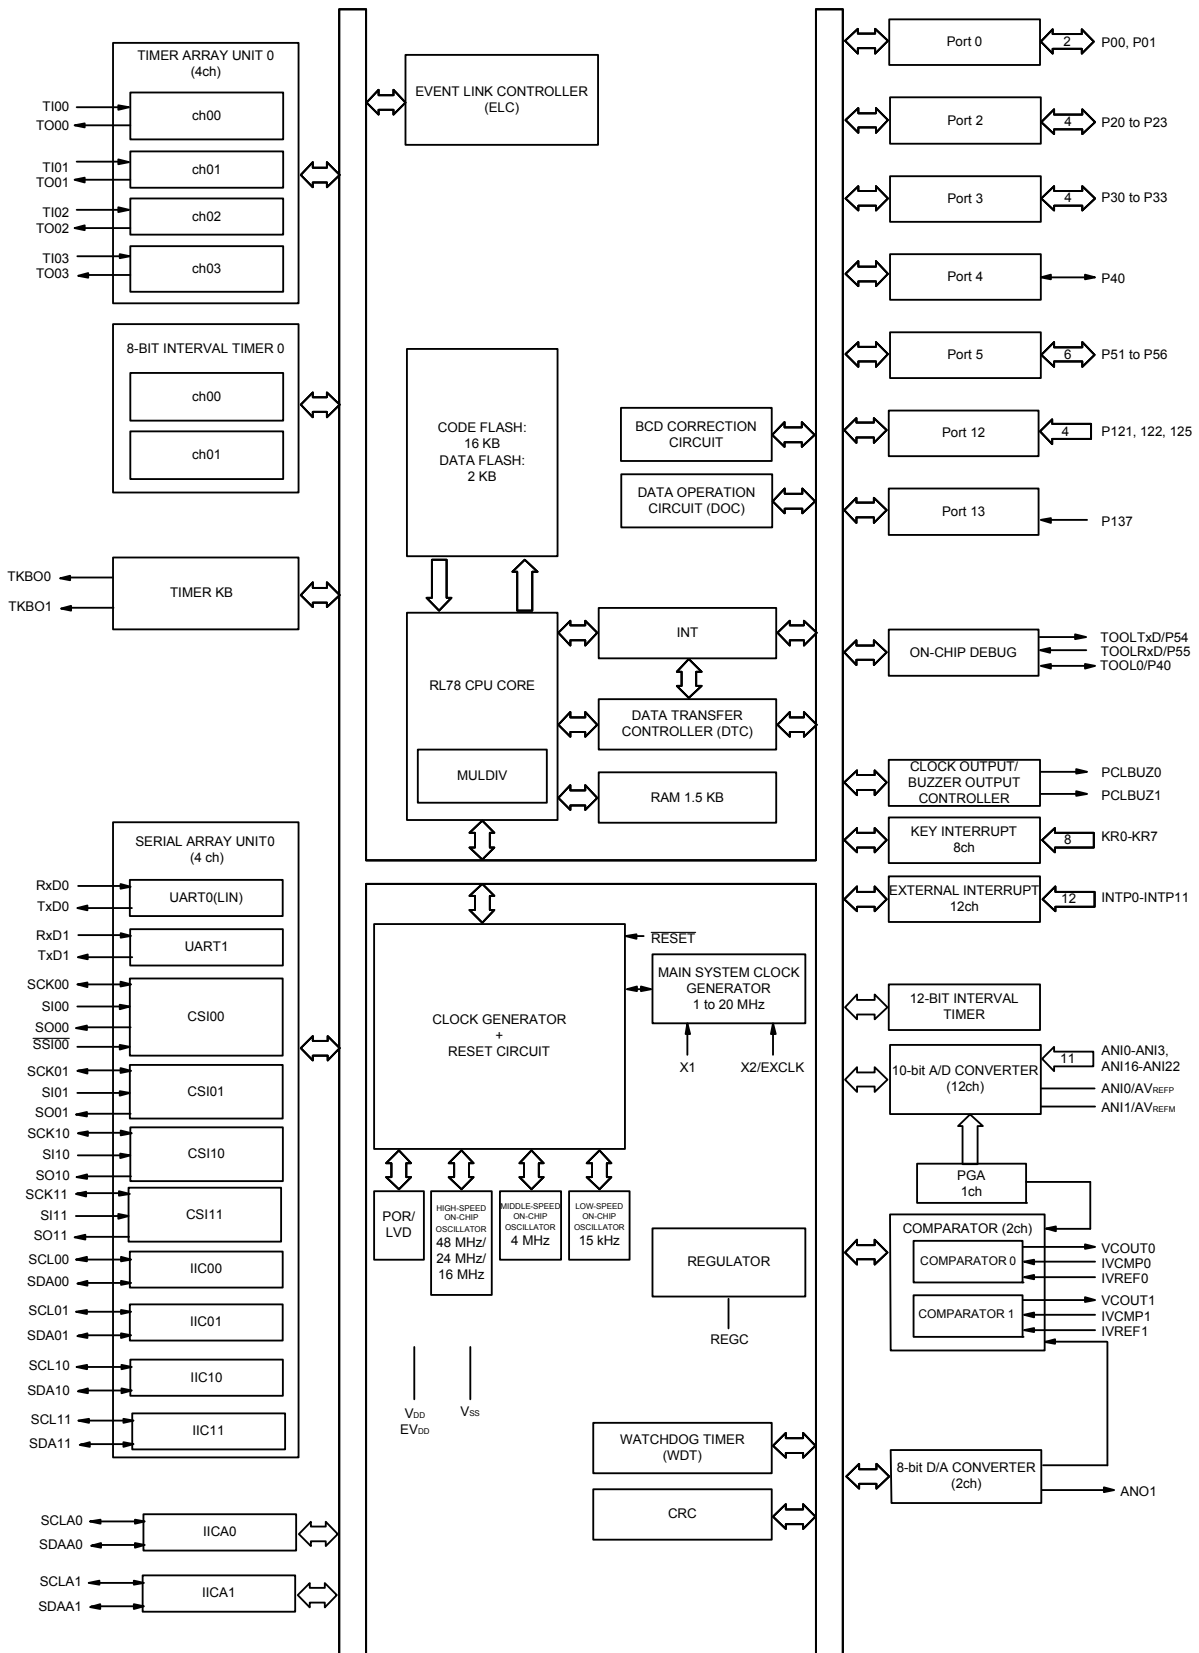 TIMER ARRAY UNIT 0
(4ch)
TI00
TO00
ch00
TI01
TO01
ch01
TI02
TO02
ch02
TI03
TO03
ch03
8-BIT INTERVAL TIMER 0
ch00
ch01
TKBO0
TKBO1
TIMER KB
SERIAL ARRAY UNIT0
(4 ch)
RxD0
TxD0
UART0(LIN)
RxD1
TxD1
UART1
SCK00
SI00
SO00
SSI00
CSI00
SCK01
SI01
SO01
CSI01
SCK10
SI10
SO10
CSI10
SCK11
SI11
SO11
CSI11
SCL00
SDA00
IIC00
SCL01
SDA01
IIC01
SCL10
SDA10
IIC10
SCL11
SDA11
IIC11
SCLA0
SDAA0
IICA0
SCLA1
SDAA1
IICA1
EVENT LINK CONTROLLER
(ELC)
CODE FLASH:
16 KB
DATA FLASH:
2 KB
BCD CORRECTION
CIRCUIT
DATA OPERATION
CIRCUIT (DOC)
RL78 CPU CORE
MULDIV
INT
DATA TRANSFER
CONTROLLER (DTC)
RAM 1.5 KB
CLOCK GENERATOR
+
RESET CIRCUIT
RESET
MAIN SYSTEM CLOCK
GENERATOR
1 to 20 MHz
X1
X2/EXCLK
POR/
LVD
HIGH-SPEED
ON-CHIP
OSCILLATOR
48 MHz/
24 MHz/
16 MHz
MIDDLE-SPEED
ON-CHIP
OSCILLATOR
4 MHz
LOW-SPEED
ON-CHIP
OSCILLATOR
15 kHz
REGULATOR
REGC
VDD
EVDD
VSS
WATCHDOG TIMER
(WDT)
CRC
Port 0
2
P00, P01
Port 2
4
P20 to P23
Port 3
4
P30 to P33
Port 4
P40
Port 5
6
P51 to P56
Port 12
4
P121, 122, 125
Port 13
P137
ON-CHIP DEBUG
TOOLTxD/P54
TOOLRxD/P55
TOOL0/P40
CLOCK OUTPUT/
BUZZER OUTPUT
CONTROLLER
PCLBUZ0
PCLBUZ1
KEY INTERRUPT
8ch
8
KR0-KR7
EXTERNAL INTERRUPT
12ch
12
INTP0-INTP11
12-BIT INTERVAL
TIMER
10-bit A/D CONVERTER
(12ch)
11
ANI0-ANI3,
ANI16-ANI22
ANI0/AVREFP
ANI1/AVREFM
PGA
1ch
COMPARATOR (2ch)
COMPARATOR 0
VCOUT0
IVCMP0
IVREF0
COMPARATOR 1
VCOUT1
IVCMP1
IVREF1
8-bit D/A CONVERTER
(2ch)
ANO1